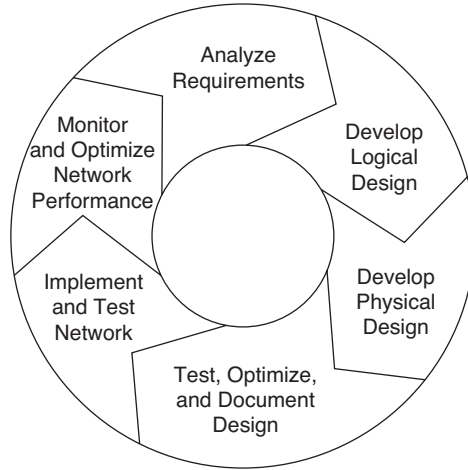 Analyze
Requirements
Develop
Logical
Design
Develop
Physical
Design
Test, Optimize,
and Document
Design
Implement
and Test
Network
Monitor
and Optimize
Network
Performance